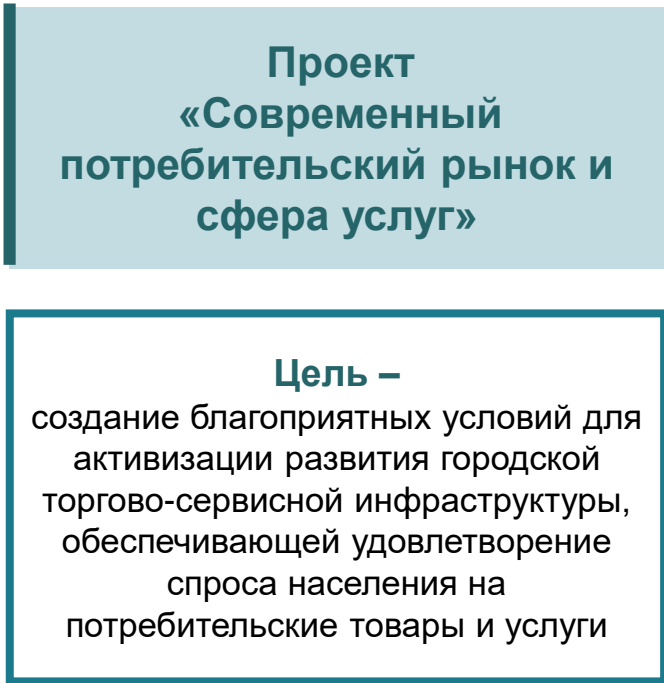 Проект
«Современный
потребительский рынок и
сфера услуг»
Цель –
создание благоприятных условий для
активизации развития городской
торгово-сервисной инфраструктуры,
обеспечивающей удовлетворение
спроса населения на
потребительские товары и услуги